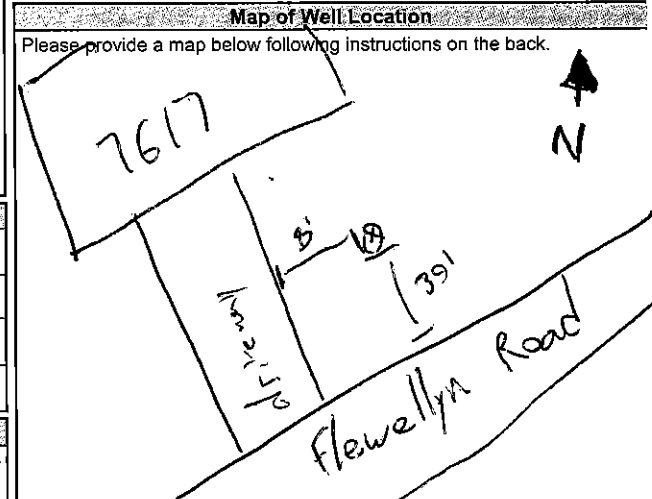 Map of Well Location
Please provide a map below following instructions on the back.
N
7617
8'
39'
driveway
Flewellyn Road